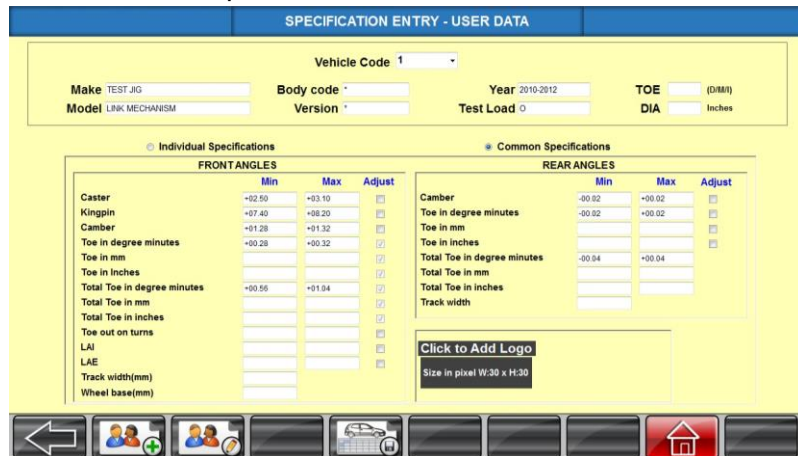 SPECIFICATION ENTRY - USER DATA
Vehicle Code 1
Make TEST JIG Body code * Year 2010-2012 TOE (D/M/I)
Model LINK MECHANISM Version * Test Load O DIA Inches
Individual Specifications Common Specifications
FRONT ANGLES
Min Max Adjust
Caster +02.50 +03.10
Kingpin +07.40 +08.20
Camber +01.28 +01.32
Toe in degree minutes +00.28 +00.32
Toe in mm
Toe in Inches
Total Toe in degree minutes +00.56 +01.04
Total Toe in mm
Total Toe in inches
Toe out on turns
LAI
LAE
Track width(mm)
Wheel base(mm)
REAR ANGLES
Min Max Adjust
Camber -00.02 +00.02
Toe in degree minutes -00.02 +00.02
Toe in mm
Toe in inches
Total Toe in degree minutes -00.04 +00.04
Total Toe in mm
Total Toe in inches
Track width
Click to Add Logo
Size in pixel W:30 x H:30